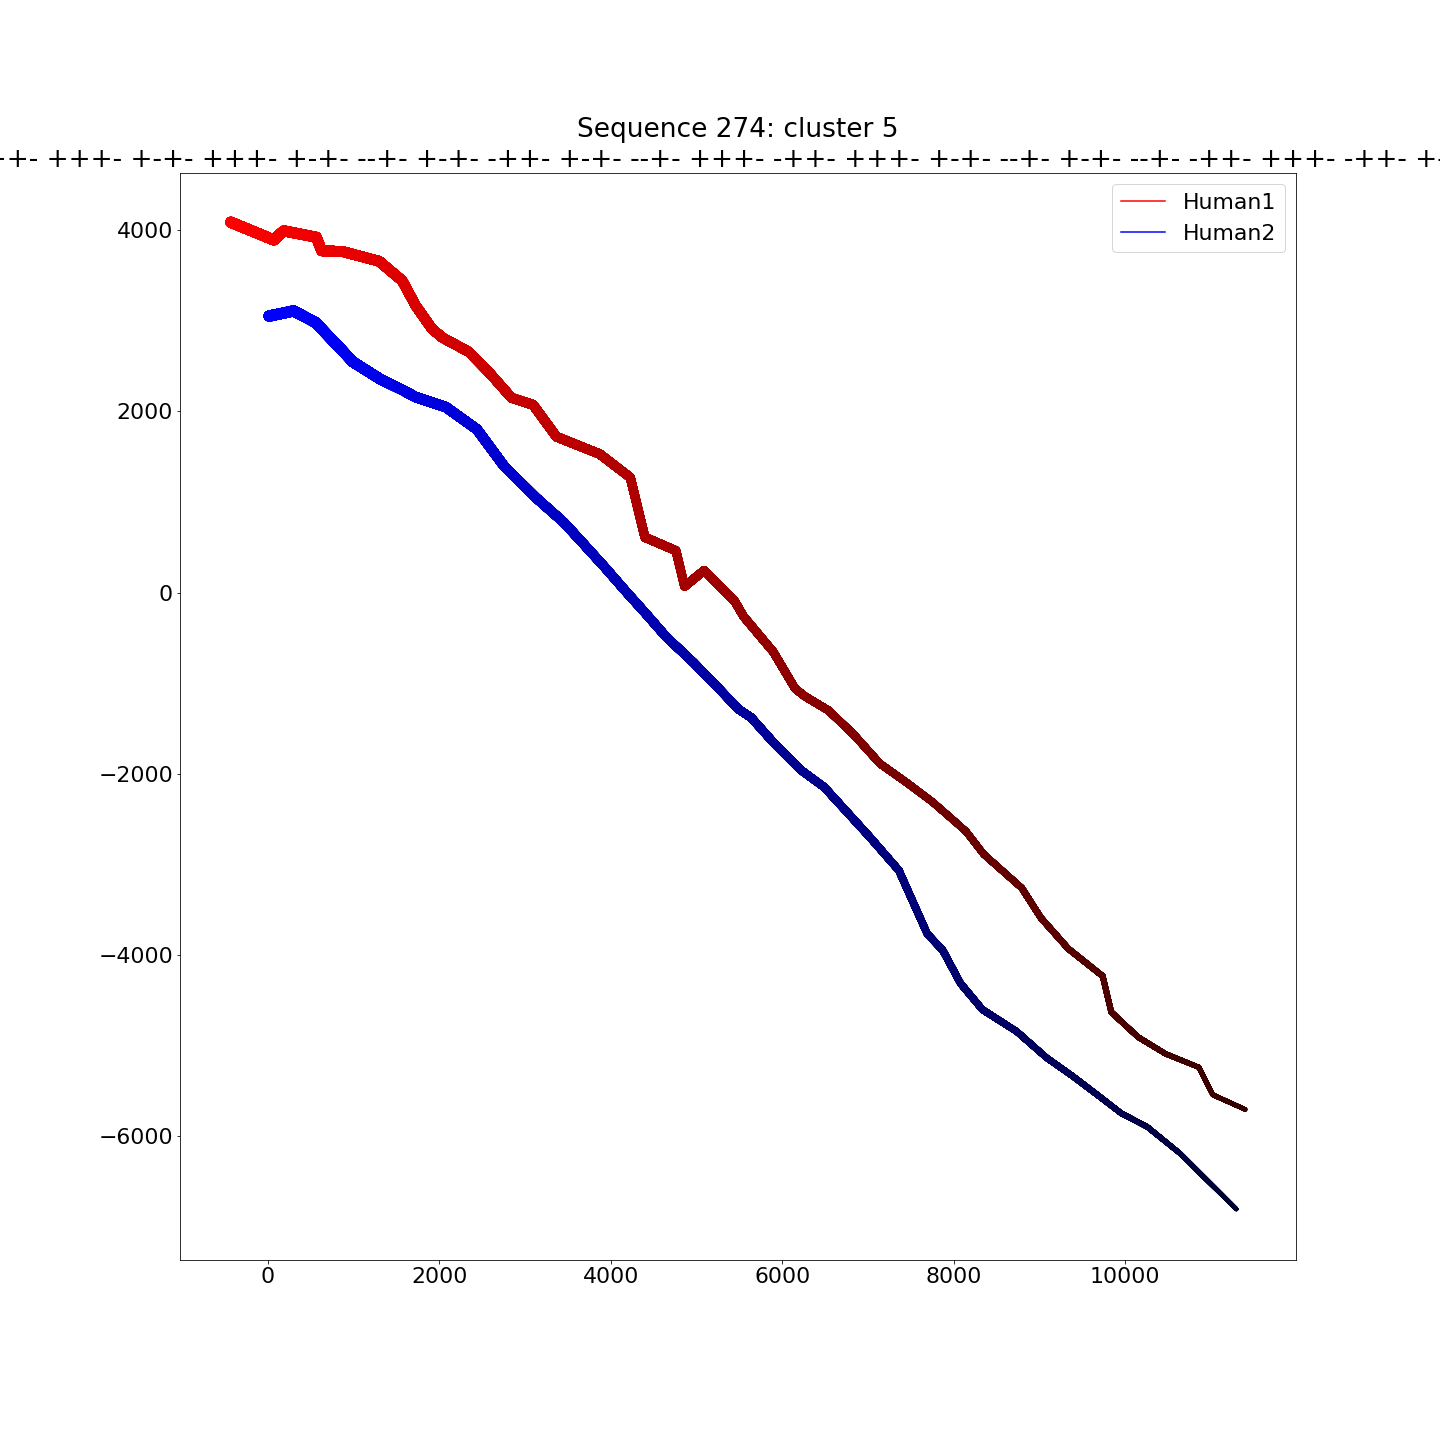 Sequence 274: cluster 5
+- +++- +-+- +++- +-+- --+- +-+- -++- +-+- --+- +++- -++- +++- +-+- --+- +-+- --+- -++- +++- -++- +-
Human1
Human2
4000
2000
0
−2000
−4000
−6000
0 2000 4000 6000 8000 10000